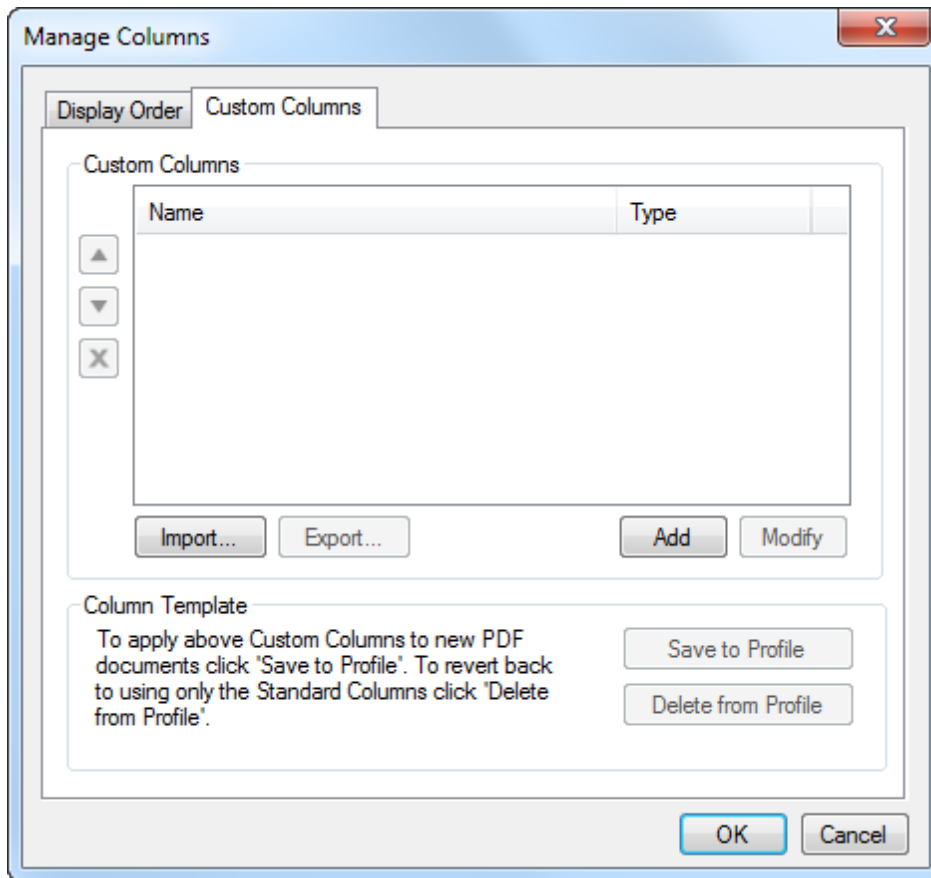 Manage Columns
Display Order
Custom Columns
Custom Columns
Name
Type
Import...
Export...
Add
Modify
Column Template
To apply above Custom Columns to new PDF
documents click "Save to Profile". To revert back
to using only the Standard Columns click "Delete
from Profile".
Save to Profile
Delete from Profile
OK
Cancel